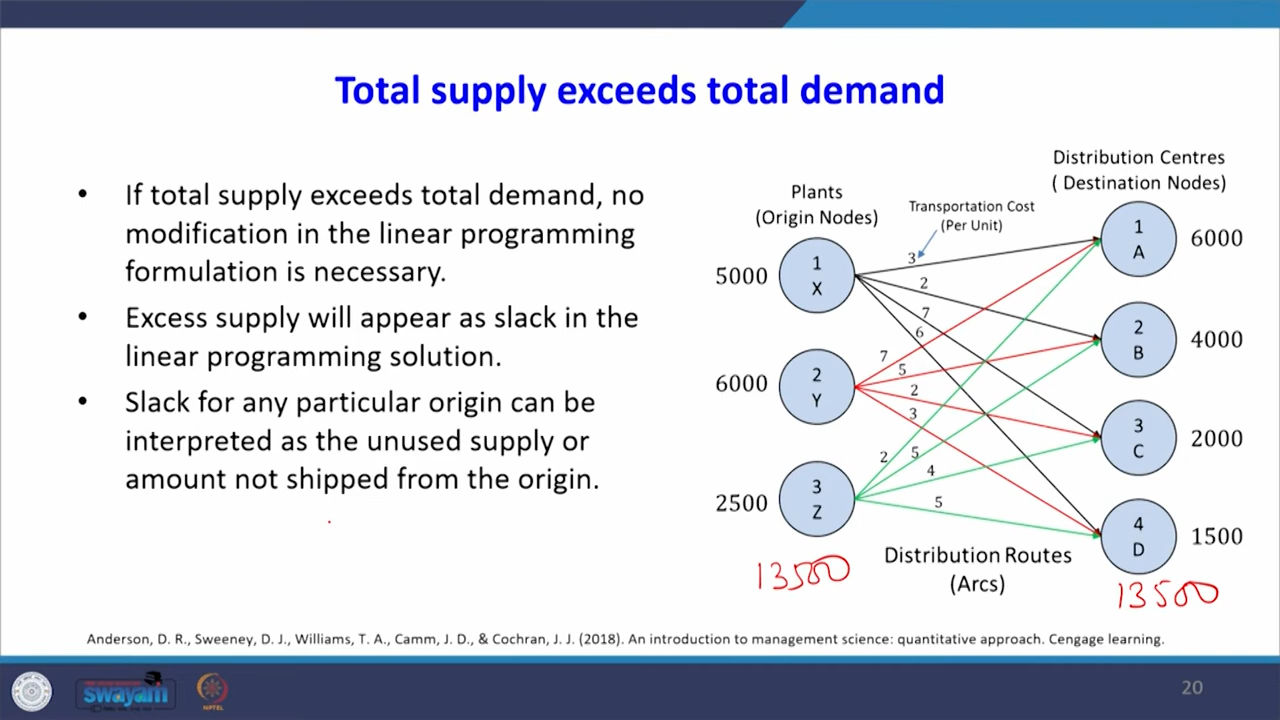 Total supply exceeds total demand
• If total supply exceeds total demand, no
modification in the linear programming
formulation is necessary.
• Excess supply will appear as slack in the
linear programming solution.
• Slack for any particular origin can be
interpreted as the unused supply or
amount not shipped from the origin.
Plants
(Origin Nodes)
Transportation Cost
(Per Unit)
Distribution Centres
( Destination Nodes)
5000
1
X
3
2
7
6
1
A
6000
6000
2
Y
7
5
2
3
2
B
4000
2500
3
Z
2
5
4
5
3
C
2000
4
D
1500
13500
Distribution Routes
(Arcs)
13500
Anderson, D. R., Sweeney, D. J., Williams, T. A., Camm, J. D., & Cochran, J. J. (2018). An introduction to management science: quantitative approach. Cengage learning.
swayam
NPTEL
20